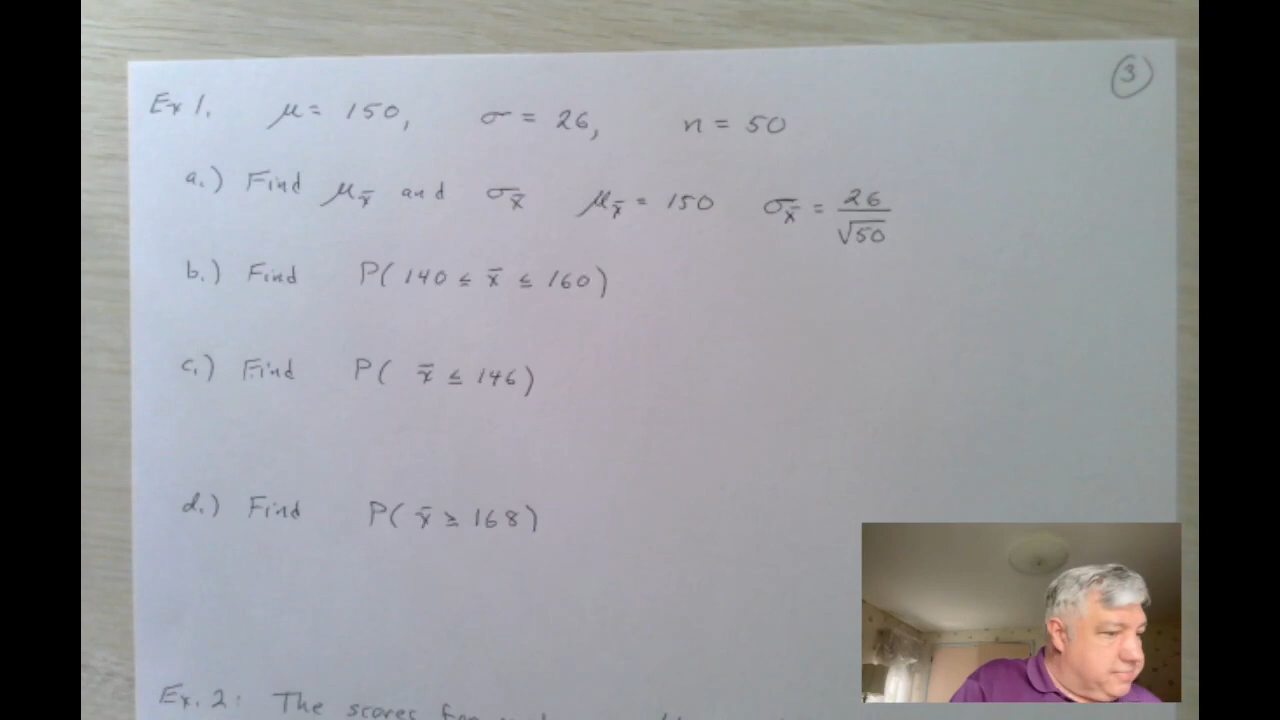 3
Ex 1. μ = 150, σ = 26, n = 50
a.) Find μx̄ and σx̄ μx̄ = 150 σx̄ = 26/√50
b.) Find P( 140 ≤ x̄ ≤ 160)
c.) Find P( x̄ ≤ 146)
d.) Find P( x̄ ≥ 168)
Ex. 2: The scores